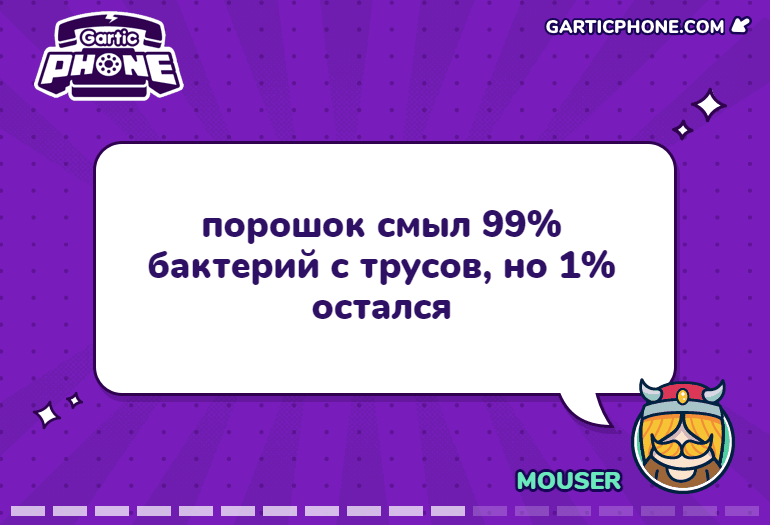 GARTICPHONE.COM
Gartic
PHONE
порошок смыл 99%
бактерий с трусов, но 1%
остался
MOUSER